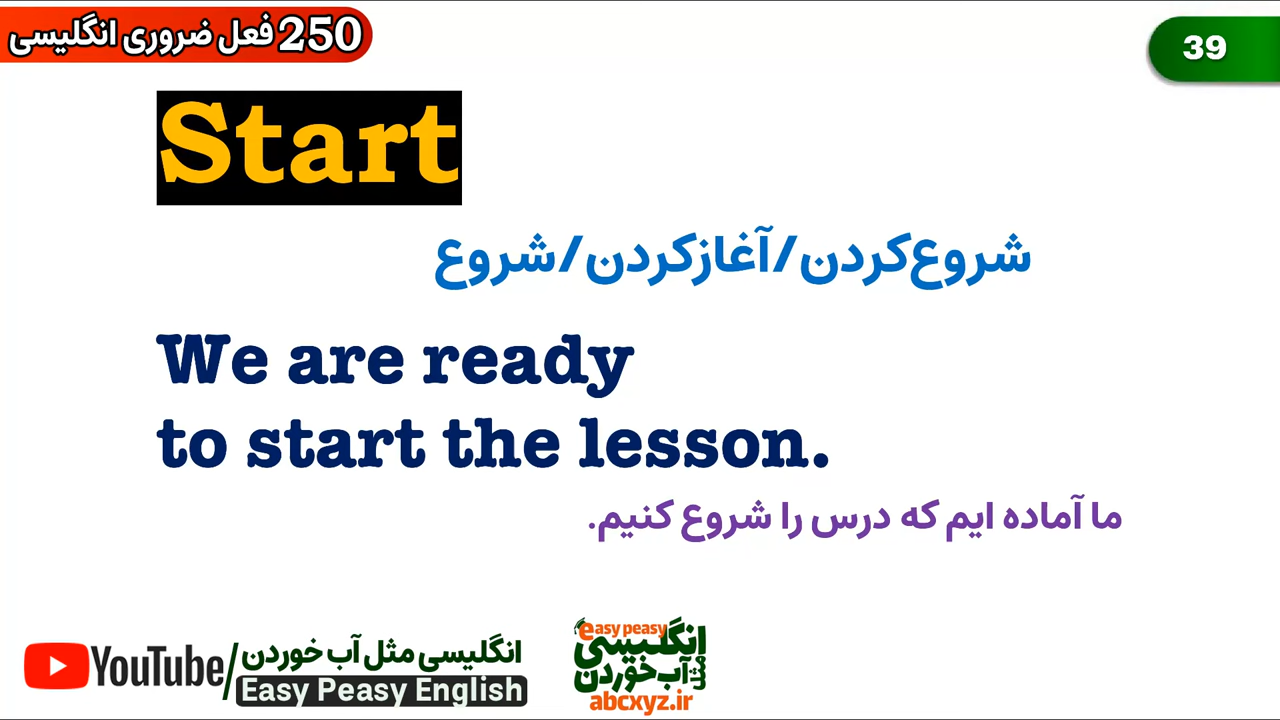 250 فعل ضروری انگلیسی
39
Start
شروع‌کردن/آغازکردن/شروع
We are ready
to start the lesson.
ما آماده ایم که درس را شروع کنیم.
YouTube/انگلیسی مثل آب خوردن
Easy Peasy English
easy peasy
انگلیسی
مثل آب خوردن
abcxyz.ir